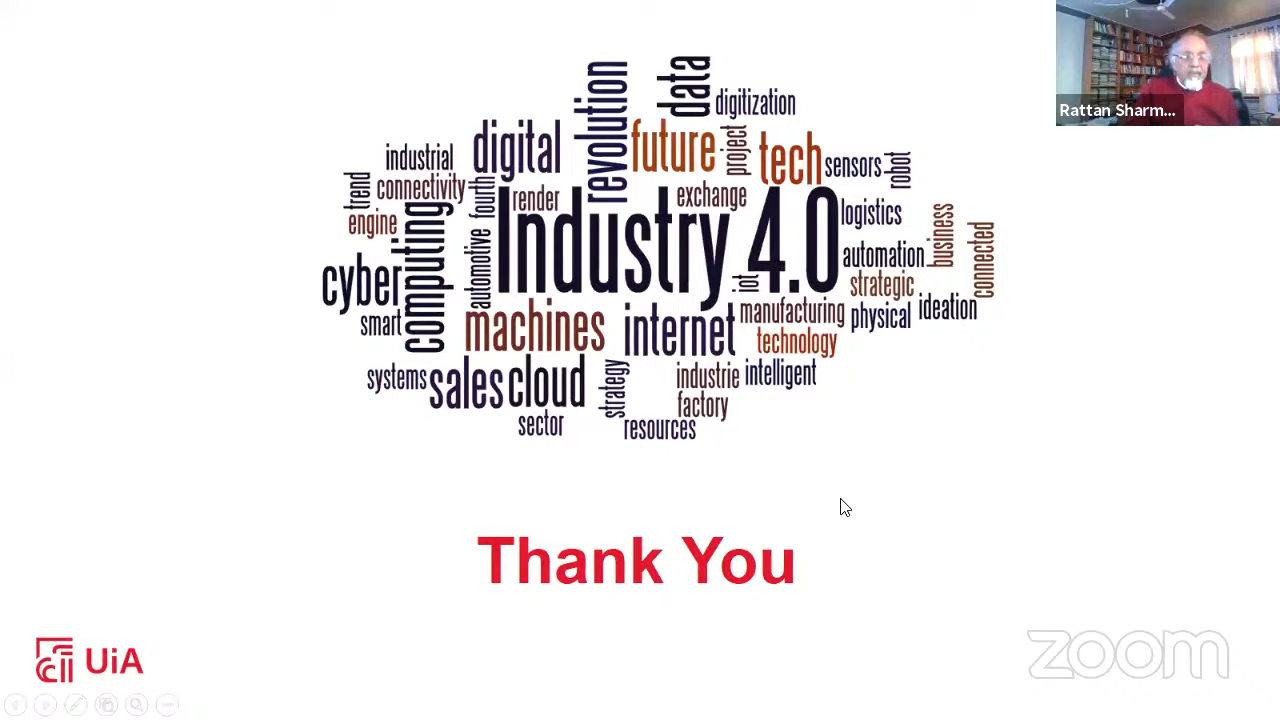 Rattan Sharm...
data
revolution
digitization
digital
future
project
tech
industrial
sensors
robot
trend
connectivity
fourth
render
exchange
engine
computing
Industry 4.0
logistics
business
connected
automotive
automation
cyber
iot
strategic
smart
machines
internet
manufacturing
physical
ideation
technology
systems
sales
cloud
strategy
industrie
intelligent
factory
sector
resources
Thank You
UiA
zoom